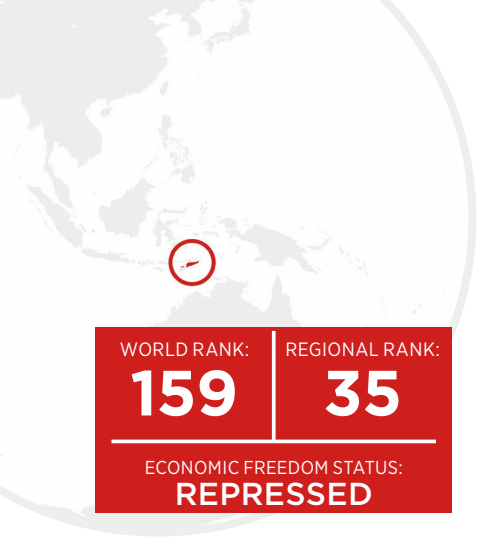 WORLD RANK:
159
REGIONAL RANK:
35
ECONOMIC FREEDOM STATUS:
REPRESSED